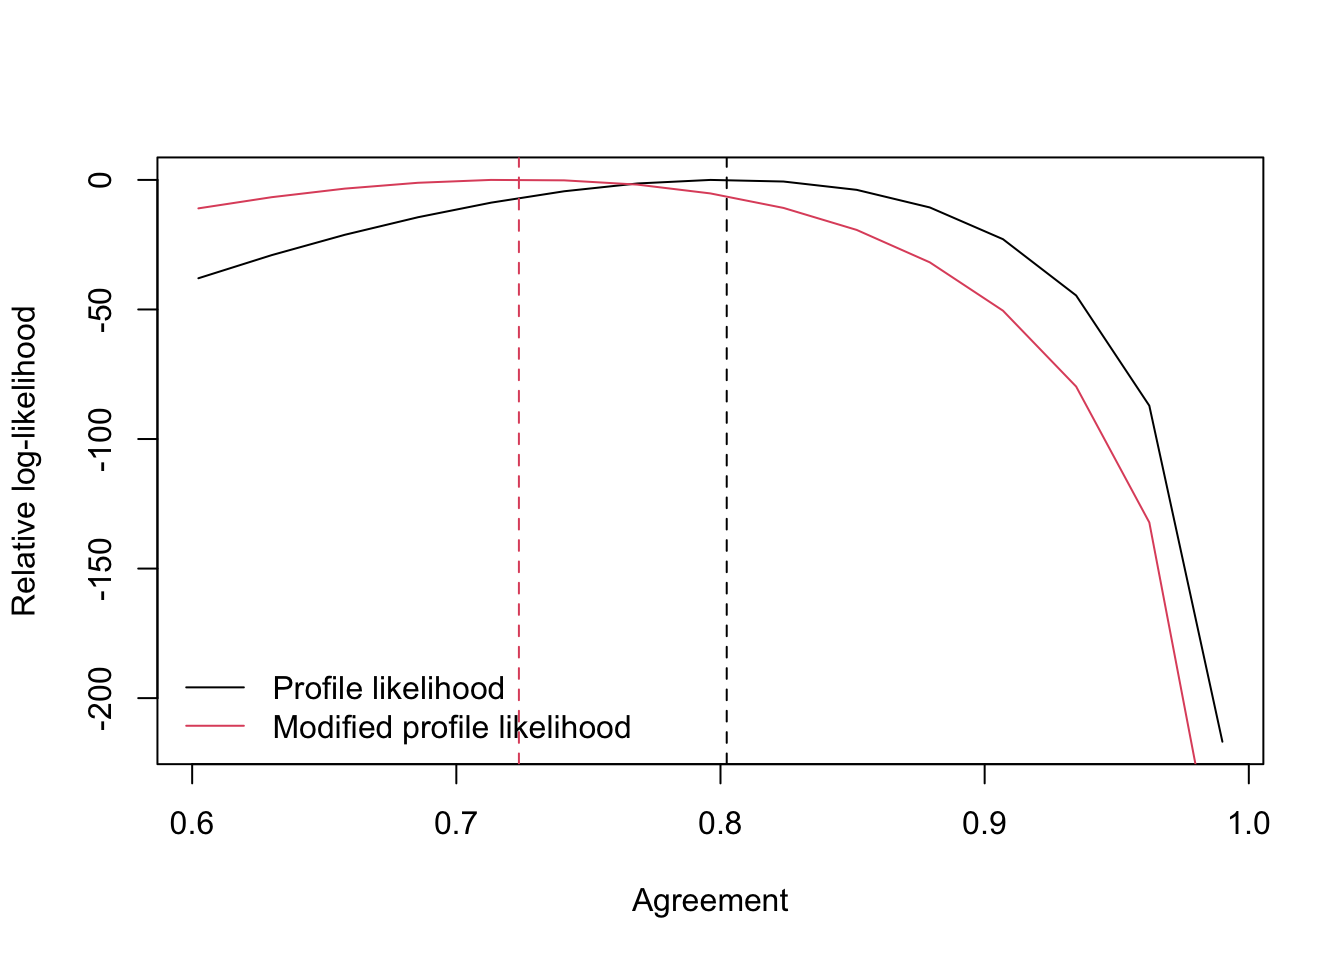 0
-50
-100
-150
-200
Relative log-likelihood
Profile likelihood
Modified profile likelihood
0.6 0.7 0.8 0.9 1.0
Agreement